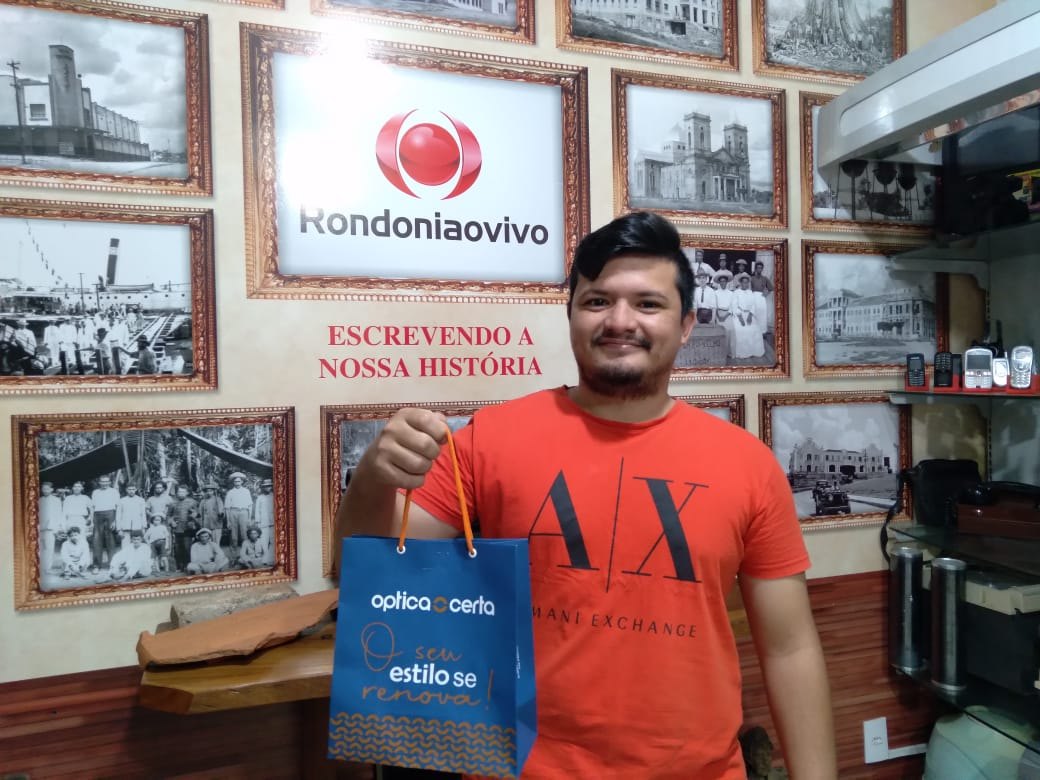 Rondoniaovivo
ESCREVENDO A
NOSSA HISTÓRIA
A|X
MANI EXCHANGE
optica certa
O seu
estilo se
renova!